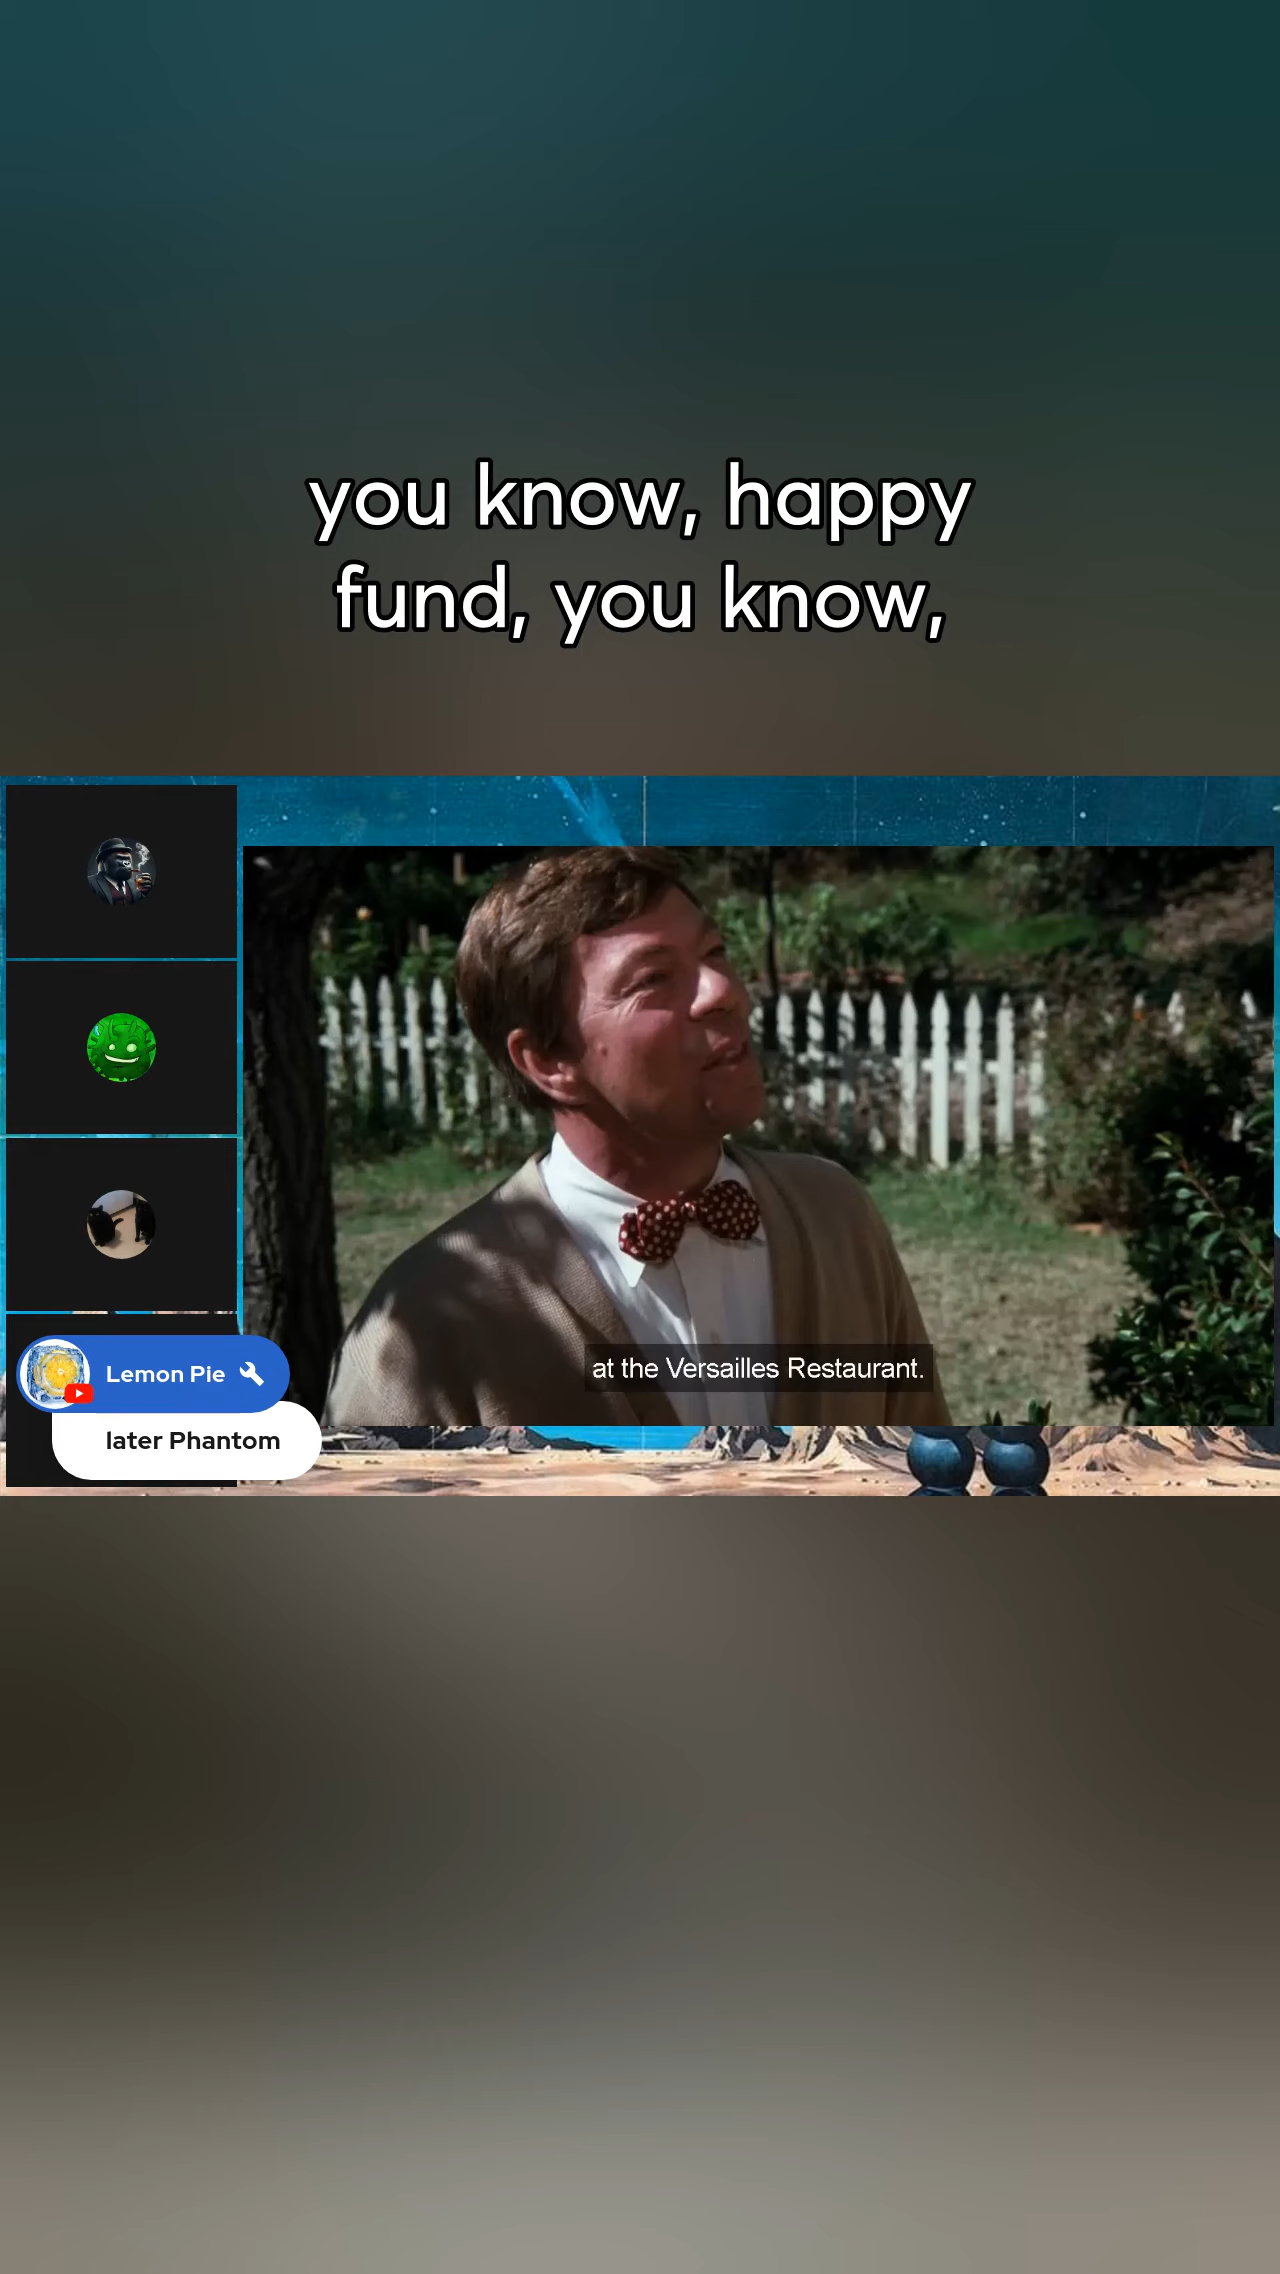 you know, happy
fund, you know,
at the Versailles Restaurant.
Lemon Pie
later Phantom